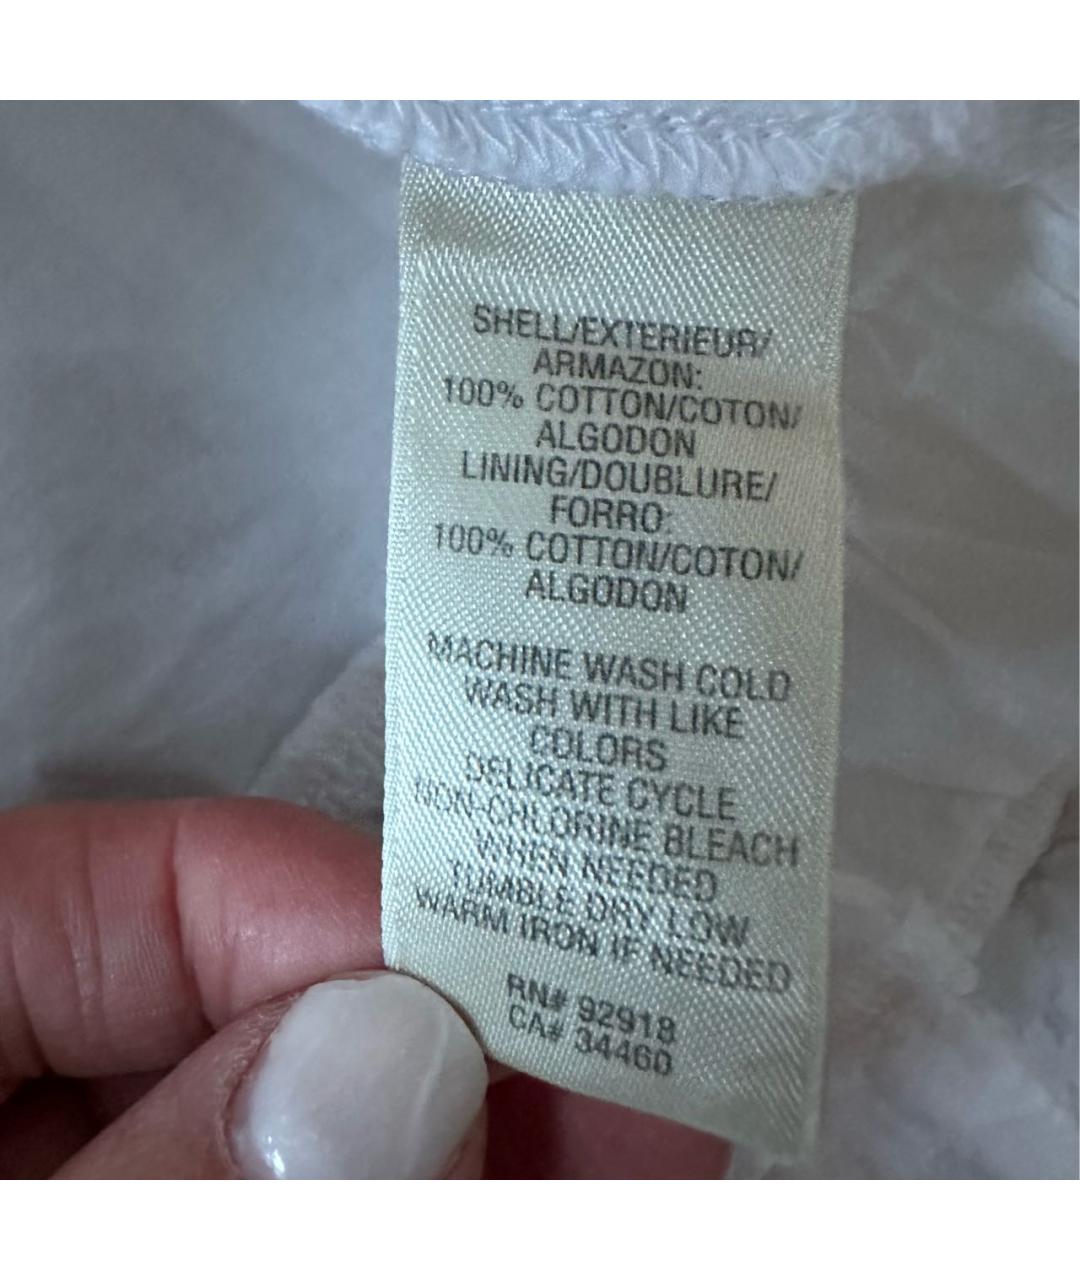 SHELL/EXTERIEUR/
ARMAZON:
100% COTTON/COTON/
ALGODON
LINING/DOUBLURE/
FORRO:
100% COTTON/COTON/
ALGODON
MACHINE WASH COLD
WASH WITH LIKE
COLORS
DELICATE CYCLE
NON-CHLORINE BLEACH
WHEN NEEDED
TUMBLE DRY LOW
WARM IRON IF NEEDED
RN# 92918
CA# 34460